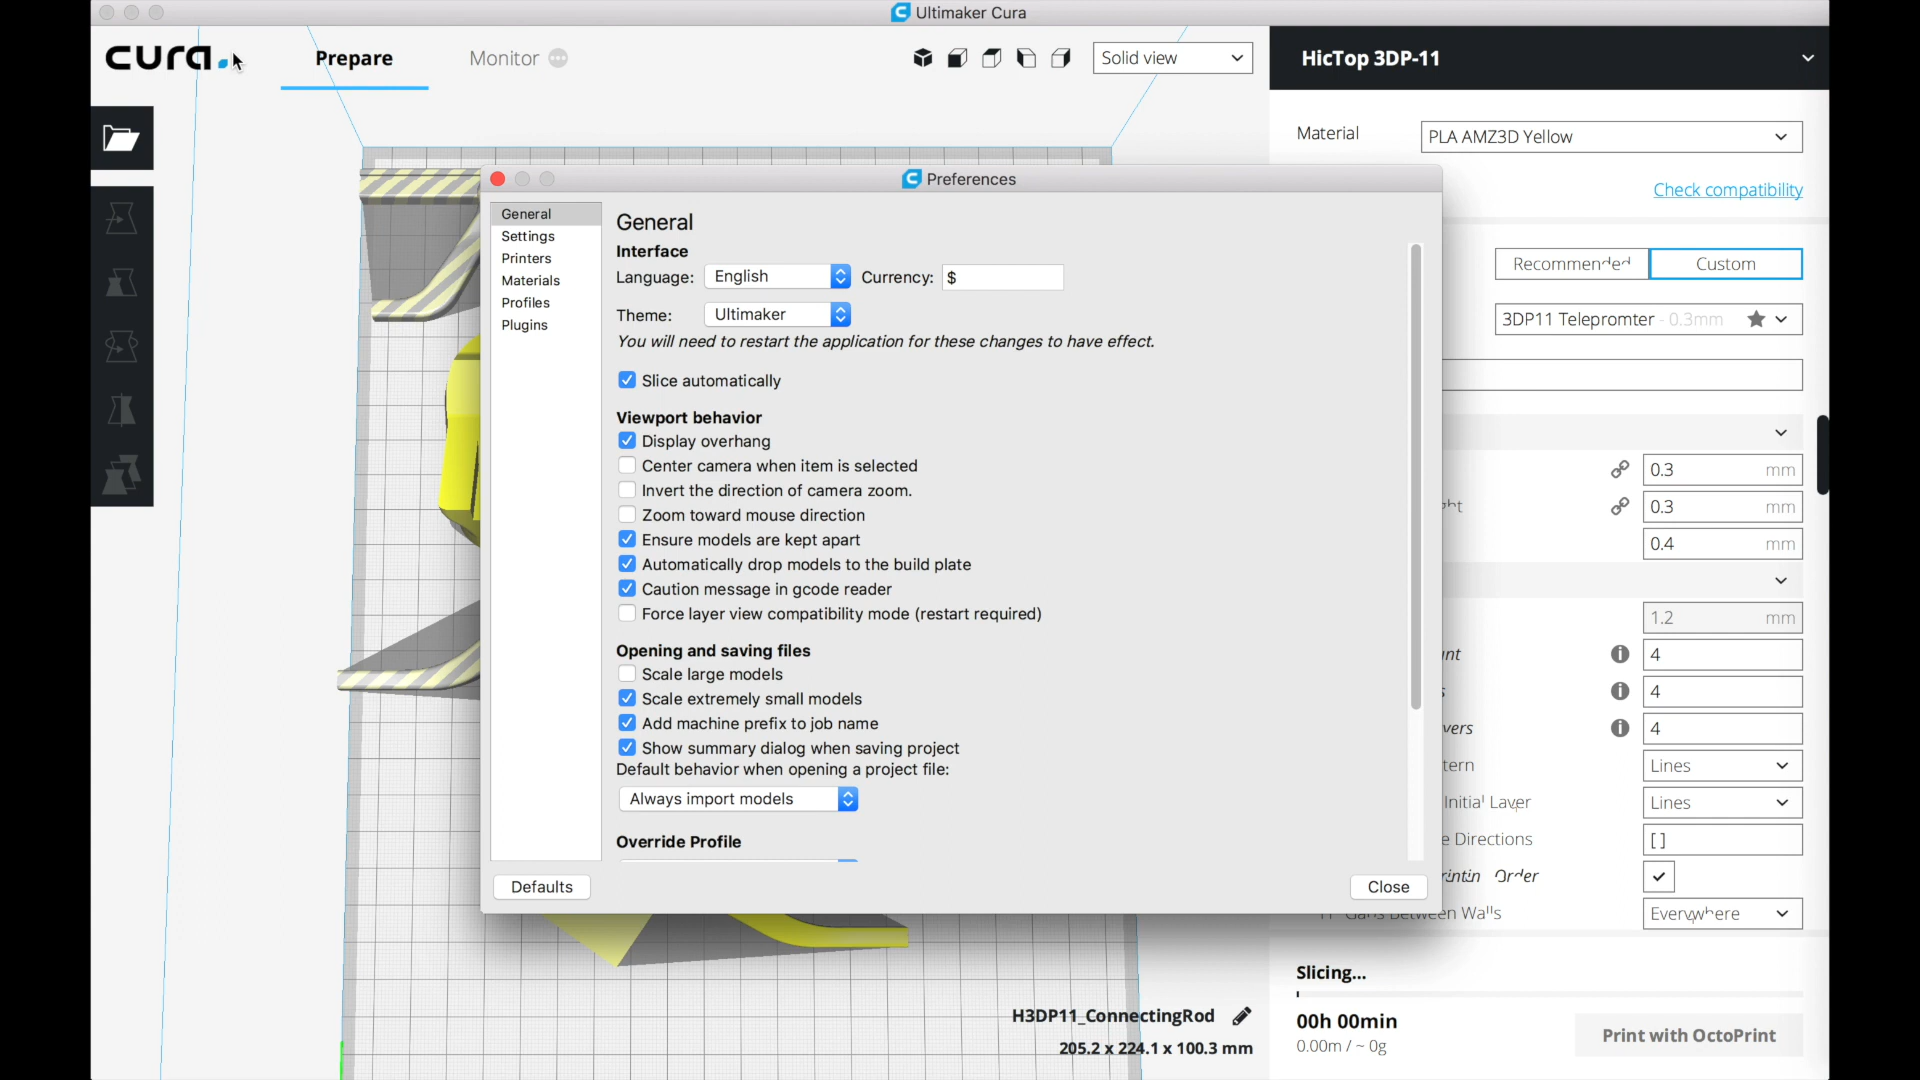 Ultimaker Cura
cura.
Prepare
Monitor
Solid view
HicTop 3DP-11
Material
PLA AMZ3D Yellow
Check compatibility
Recommended
Custom
3DP11 Telepromter - 0.3mm
Preferences
General
Settings
Printers
Materials
Profiles
Plugins
General
Interface
Language: English Currency: $
Theme: Ultimaker
You will need to restart the application for these changes to have effect.
Slice automatically
Viewport behavior
Display overhang
Center camera when item is selected
Invert the direction of camera zoom.
Zoom toward mouse direction
Ensure models are kept apart
Automatically drop models to the build plate
Caution message in gcode reader
Force layer view compatibility mode (restart required)
Opening and saving files
Scale large models
Scale extremely small models
Add machine prefix to job name
Show summary dialog when saving project
Default behavior when opening a project file:
Always import models
Override Profile
Defaults
Close
0.3 mm
0.3 mm
0.4 mm
1.2 mm
4
4
4
Lines
Initial Layer Lines
Directions []
Order
Between Walls Everywhere
Slicing...
00h 00min
0.00m / ~ 0g
Print with OctoPrint
H3DP11_ConnectingRod
205.2 x 224.1 x 100.3 mm